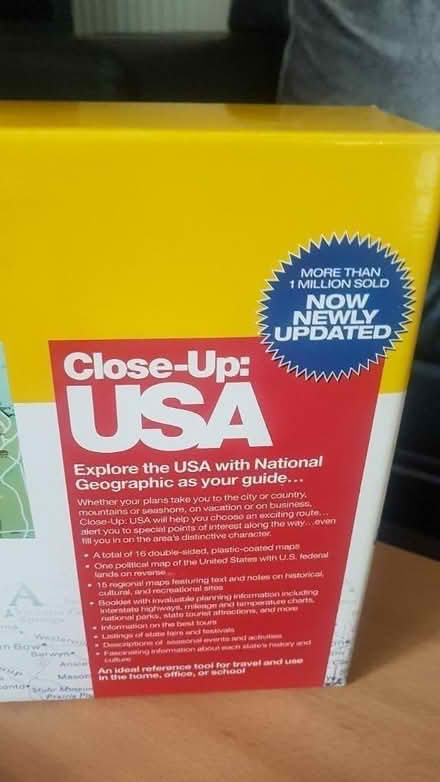 MORE THAN
1 MILLION SOLD
NOW
NEWLY
UPDATED
Close-Up:
USA
Explore the USA with National
Geographic as your guide...
Whether your plans take you to the city or country,
mountains or seashore, on vacation or on business,
Close-Up: USA will help you choose an exciting route...
alert you to special points of interest along the way...even
fill you in on the area's distinctive character.
• A total of 16 double-sided, plastic-coated maps
• One political map of the United States with U.S. federal
lands on reverse...
• 15 regional maps featuring text and notes on historical,
cultural, and recreational sites
• Booklet with invaluable planning information including
interstate highways, mileage and temperature charts,
national parks, state tourist attractions, and more
• Information on the best tours
• Listings of state fairs and festivals
• Descriptions of seasonal events and activities
• Fascinating information about each state's history and
culture
An ideal reference tool for travel and use
in the home, office, or school
A
Springs
Western
Berwyn
Ansley
Mason
State Museum
Prairie